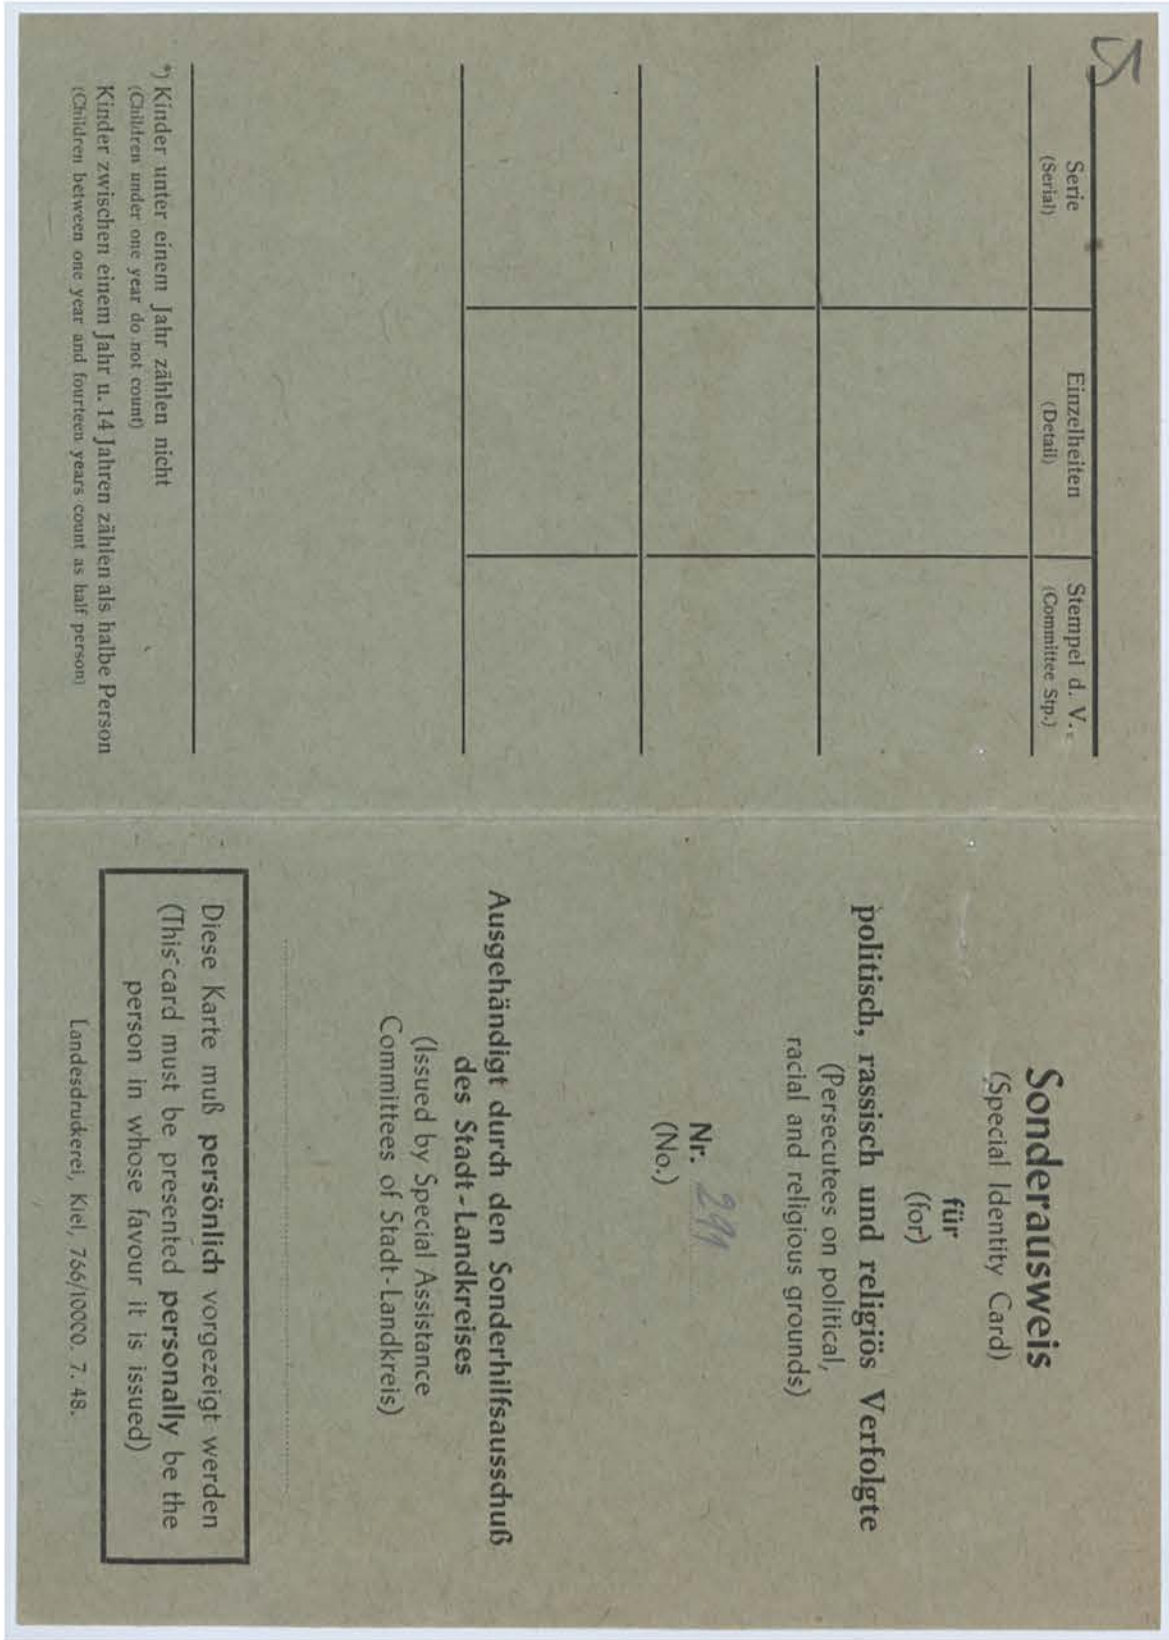 Serie
(Serial)
Einzelheiten
(Detail)
Stempel d. V.
(Committee Stp.)
*) Kinder unter einem Jahr zählen nicht
(Children under one year do not count)
Kinder zwischen einem Jahr u. 14 Jahren zählen als halbe Person
(Children between one year and fourteen years count as half person)
Sonderausweis
(Special Identity Card)
für
(for)
politisch, rassisch und religiös Verfolgte
(Persecutees on political,
racial and religious grounds)
Nr. 299
(No.)
Ausgehändigt durch den Sonderhilfsausschuß
des Stadt-Landkreises
(Issued by Special Assistance
Committees of Stadt-Landkreis)
Diese Karte muß persönlich vorgezeigt werden
(This card must be presented personally be the
person in whose favour it is issued)
Landesdruckerei, Kiel, 766/10000. 7. 48.